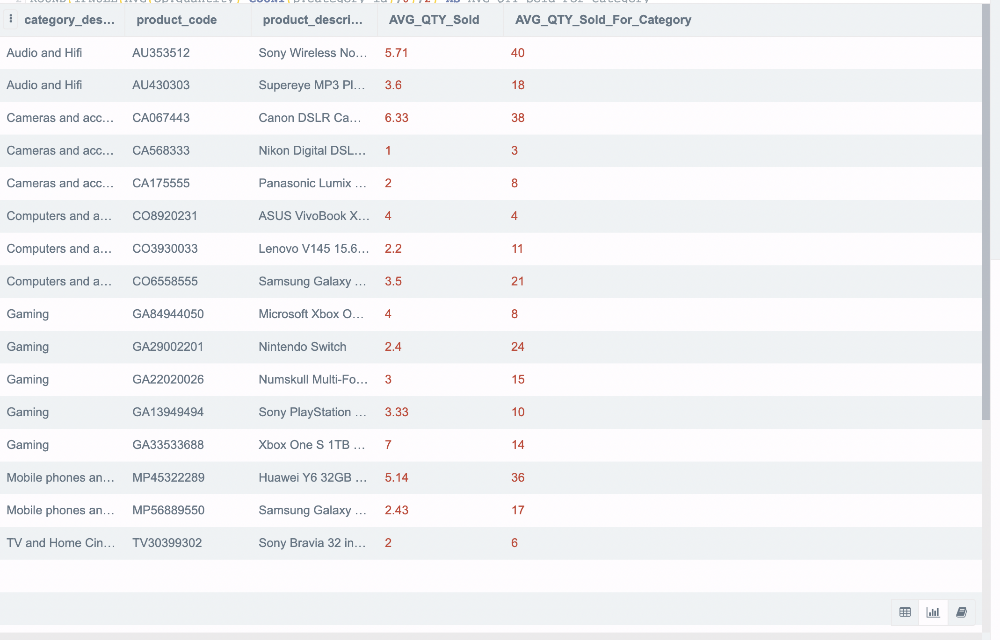 category_des... product_code product_descri... AVG_QTY_Sold AVG_QTY_Sold_For_Category
Audio and Hifi AU353512 Sony Wireless No... 5.71 40
Audio and Hifi AU430303 Supereye MP3 Pl... 3.6 18
Cameras and acc... CA067443 Canon DSLR Ca... 6.33 38
Cameras and acc... CA568333 Nikon Digital DSL... 1 3
Cameras and acc... CA175555 Panasonic Lumix ... 2 8
Computers and a... CO8920231 ASUS VivoBook X... 4 4
Computers and a... CO3930033 Lenovo V145 15.6... 2.2 11
Computers and a... CO6558555 Samsung Galaxy ... 3.5 21
Gaming GA84944050 Microsoft Xbox O... 4 8
Gaming GA29002201 Nintendo Switch 2.4 24
Gaming GA22020026 Numskull Multi-Fo... 3 15
Gaming GA13949494 Sony PlayStation ... 3.33 10
Gaming GA33533688 Xbox One S 1TB ... 7 14
Mobile phones an... MP45322289 Huawei Y6 32GB ... 5.14 36
Mobile phones an... MP56889550 Samsung Galaxy ... 2.43 17
TV and Home Cin... TV30399302 Sony Bravia 32 in... 2 6